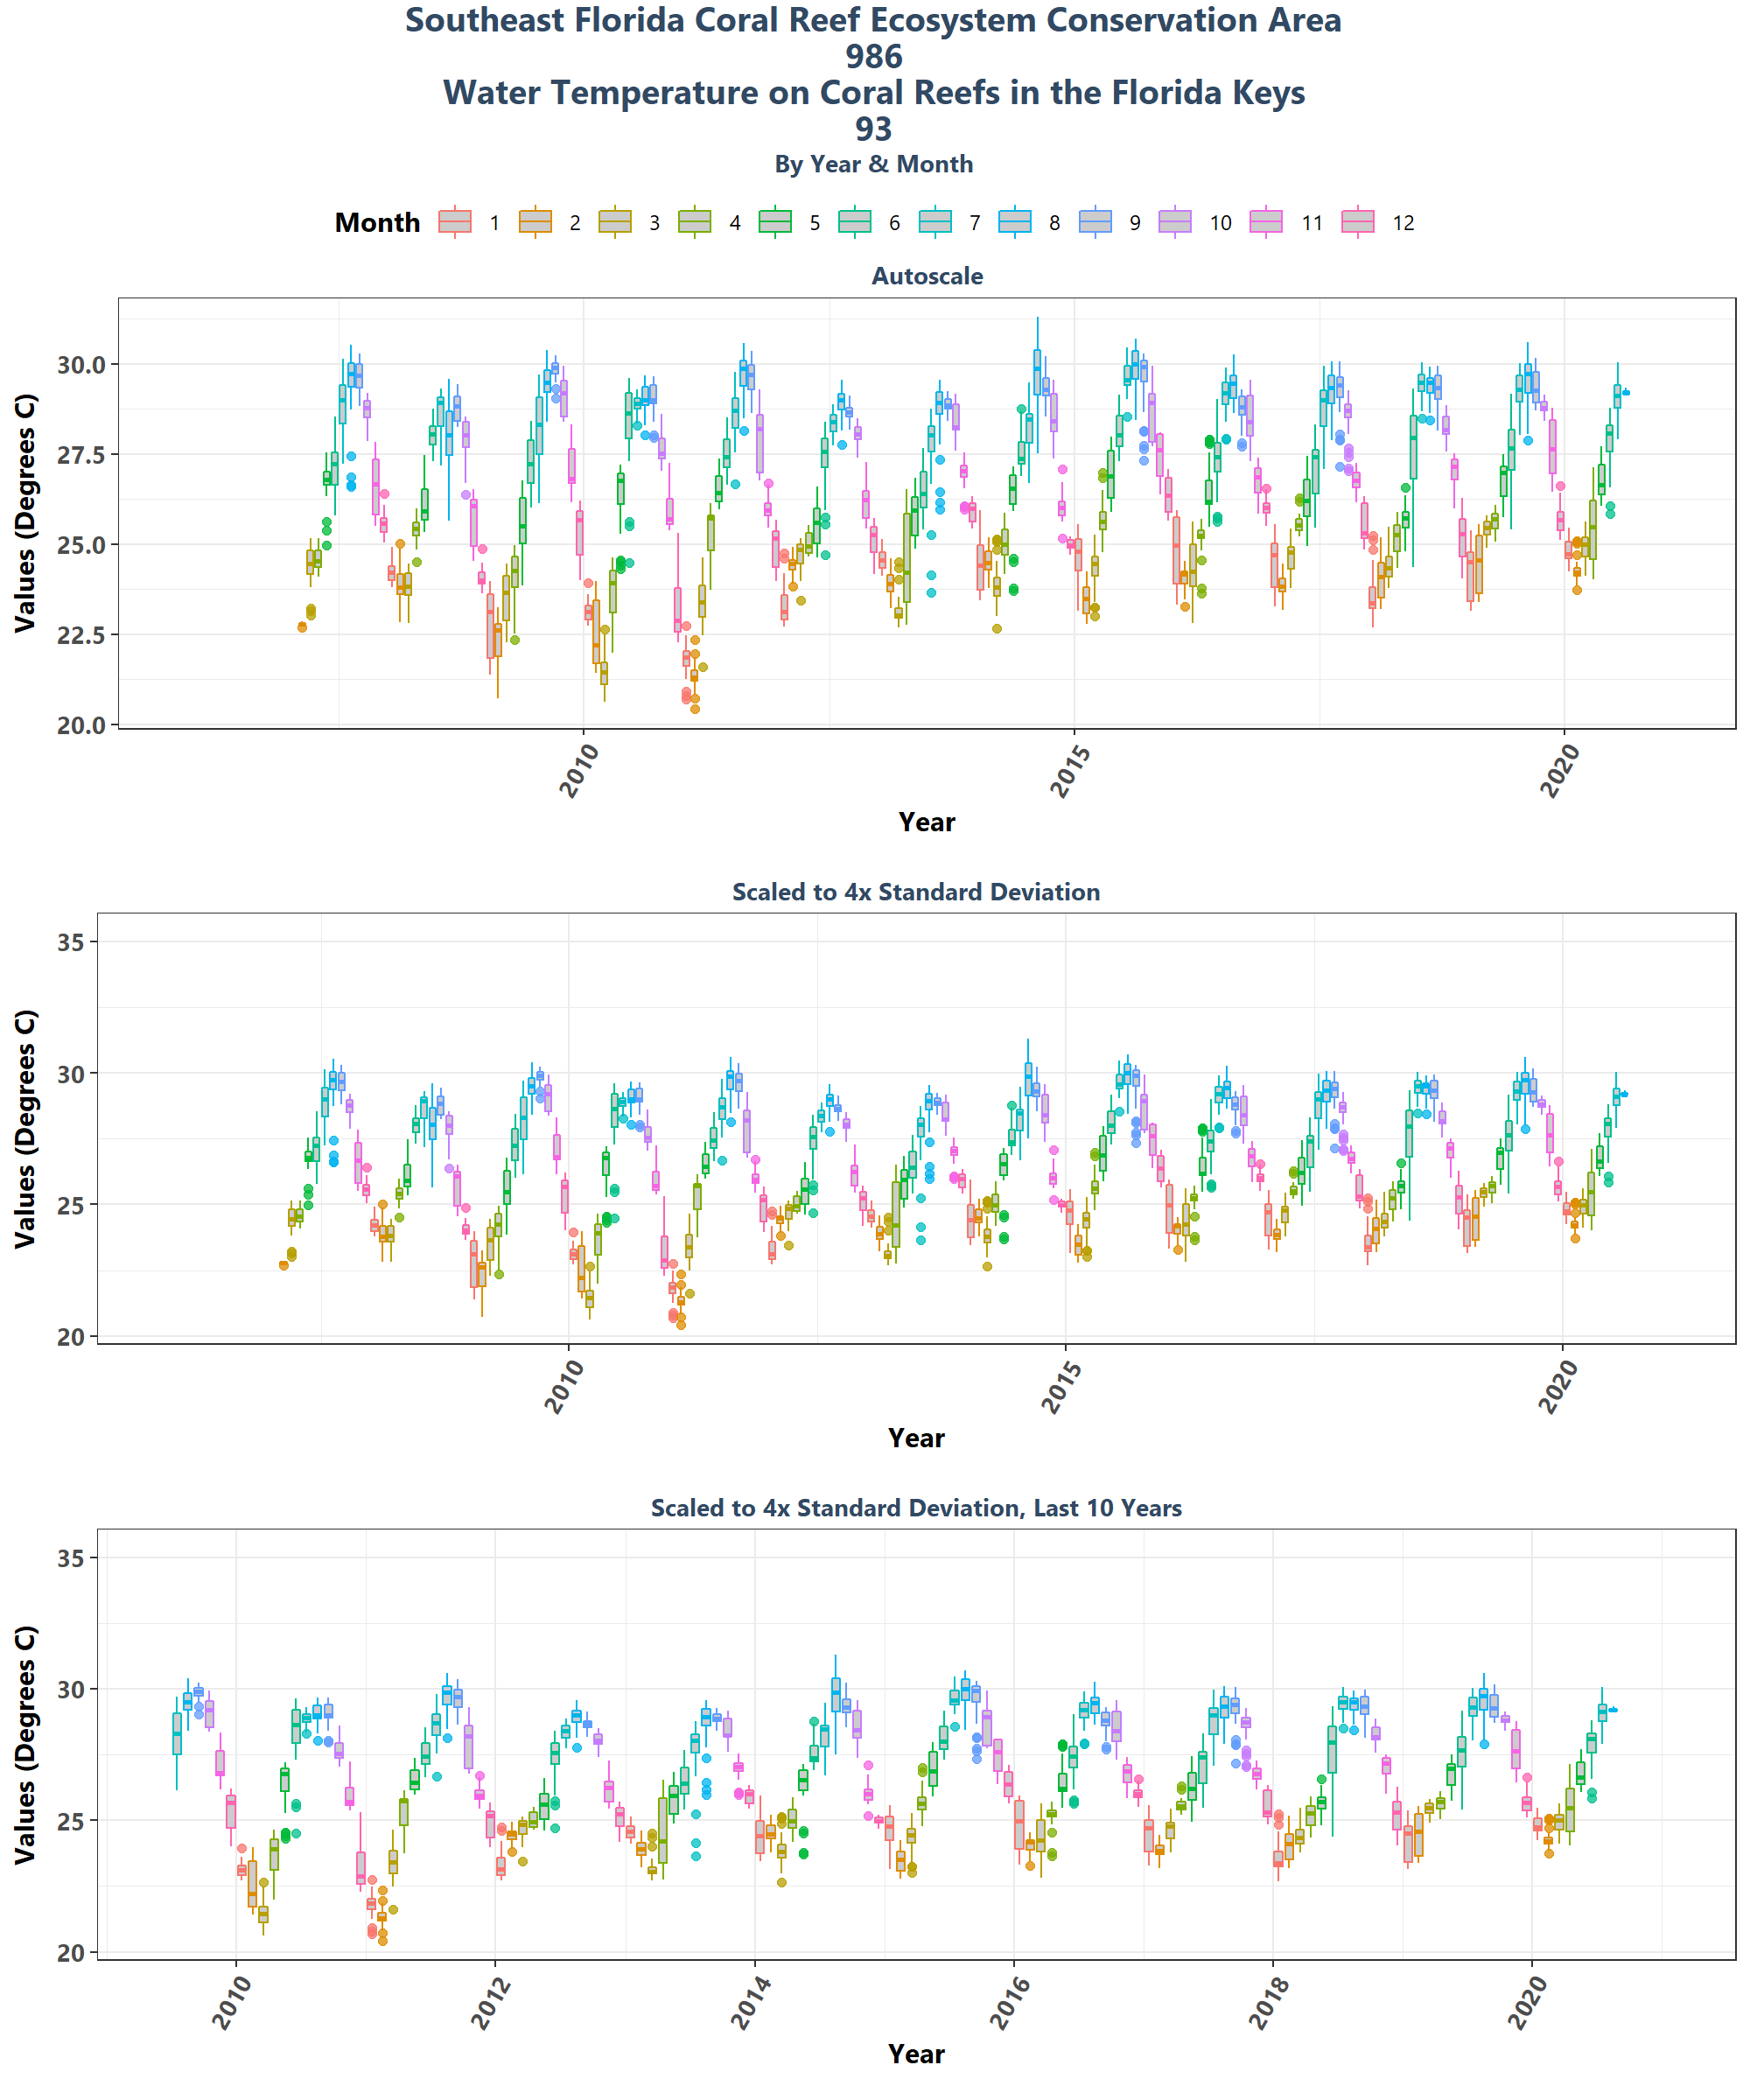 Southeast Florida Coral Reef Ecosystem Conservation Area
986
Water Temperature on Coral Reefs in the Florida Keys
93
By Year & Month
Month 1 2 3 4 5 6 7 8 9 10 11 12
Autoscale
Values (Degrees C)
30.0
27.5
25.0
22.5
20.0
2010 2015 2020
Year
Scaled to 4x Standard Deviation
Values (Degrees C)
35
30
25
20
2010 2015 2020
Year
Scaled to 4x Standard Deviation, Last 10 Years
Values (Degrees C)
35
30
25
20
2010 2012 2014 2016 2018 2020
Year